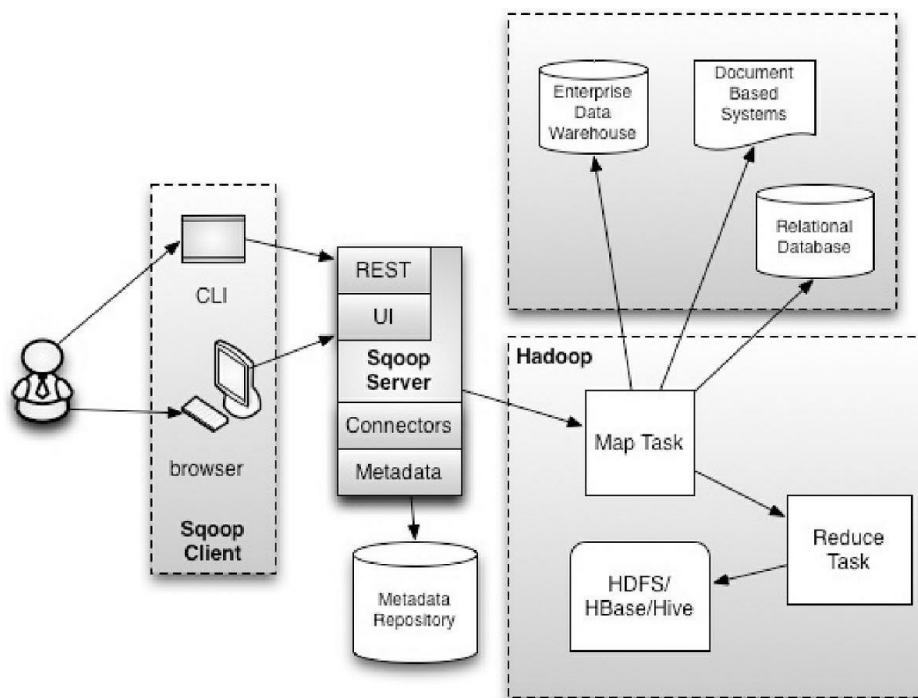 Enterprise
Data
Warehouse
Document
Based
Systems
Relational
Database
CLI
browser
Sqoop
Client
REST
UI
Sqoop
Server
Connectors
Metadata
Metadata
Repository
Hadoop
Map Task
Reduce
Task
HDFS/
HBase/Hive